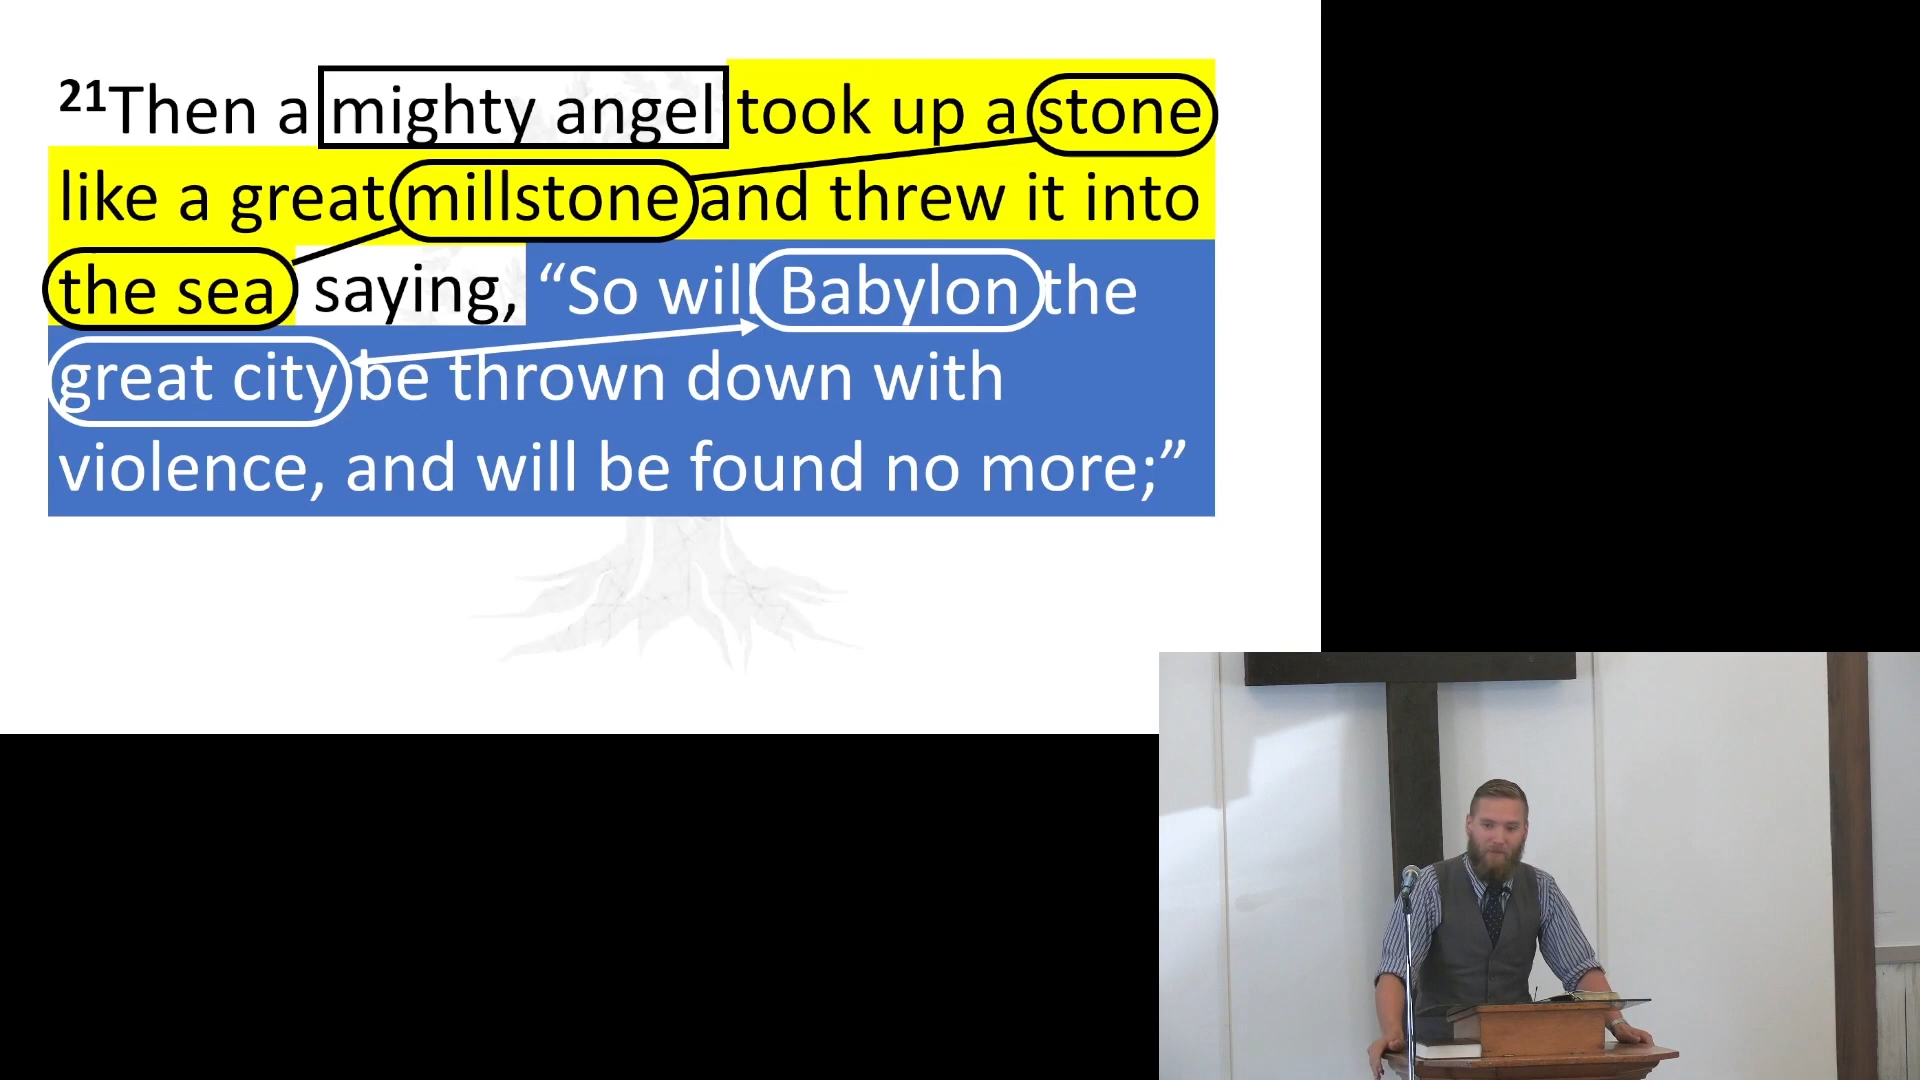 ²¹Then a mighty angel took up a stone
like a great millstone and threw it into
the sea saying, “So will Babylon the
great city be thrown down with
violence, and will be found no more;”